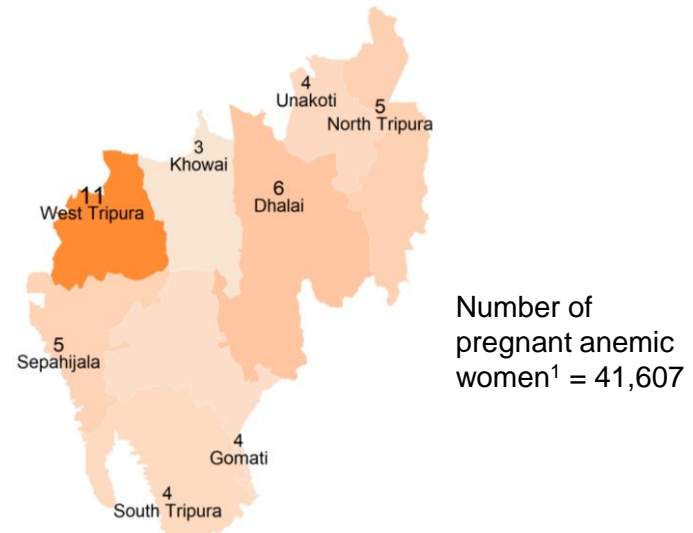 4
Unakoti
5
North Tripura
3
Khowai
6
Dhalai
11
West Tripura
5
Sepahijala
4
Gomati
4
South Tripura
Number of
pregnant anemic
women¹ = 41,607